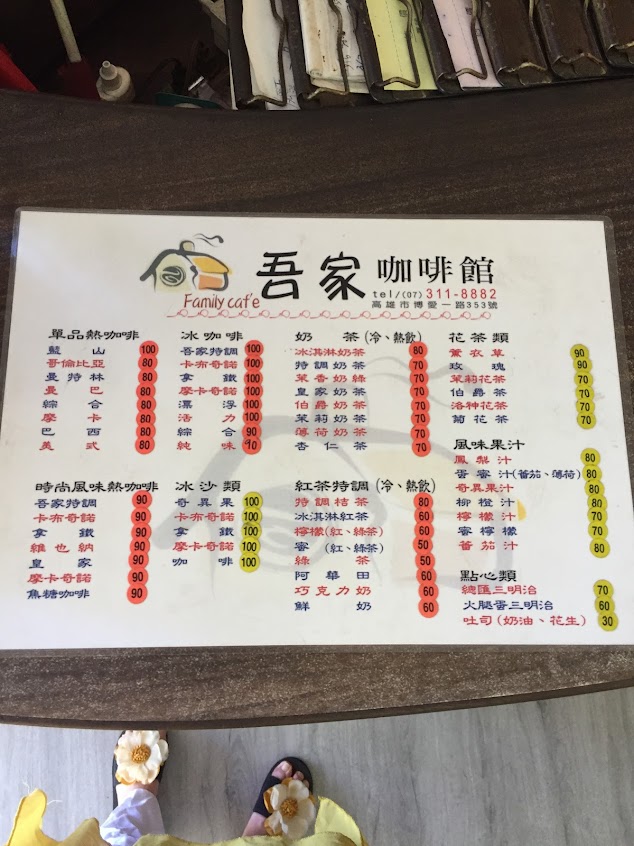 Family caf'e
吾家 咖啡館
tel/(07)311-8882
高雄市博愛一路353號
單品熱咖啡
藍山 100
哥倫比亞 80
曼特林 80
曼巴 80
綜合 80
摩卡 80
巴西 80
美式 80
冰咖啡
吾家特調 100
卡布奇諾 100
拿鐵 100
摩卡奇諾 100
漂浮 100
活力 100
綜合 90
純味 90
奶茶(冷、熱飲)
冰淇淋奶茶 80
特調奶茶 70
茉香奶綠 70
皇家奶茶 70
伯爵奶茶 70
茉莉奶茶 70
薄荷奶茶 70
杏仁茶 70
花茶類
薰衣草 90
玫瑰 90
茉莉花茶 70
伯爵茶 70
洛神花茶 70
菊花茶 70
風味果汁
鳳梨汁 80
蛋蜜汁(蕃茄、薄荷) 80
奇異果汁 80
柳橙汁 80
檸檬汁 70
蜜檸檬 70
蕃茄汁 80
時尚風味熱咖啡
吾家特調 90
卡布奇諾 90
拿鐵 90
維也納 90
皇家 90
摩卡奇諾 90
焦糖咖啡 90
冰沙類
奇異果 100
卡布奇諾 100
拿鐵 100
摩卡奇諾 100
咖啡 100
紅茶特調(冷、熱飲)
特調桔茶 80
冰淇淋紅茶 60
檸檬(紅、綠茶) 60
蜜(紅、綠茶) 50
綠茶 50
阿華田 60
巧克力奶 60
鮮奶 60
點心類
總匯三明治 70
火腿蛋三明治 60
吐司(奶油、花生) 30